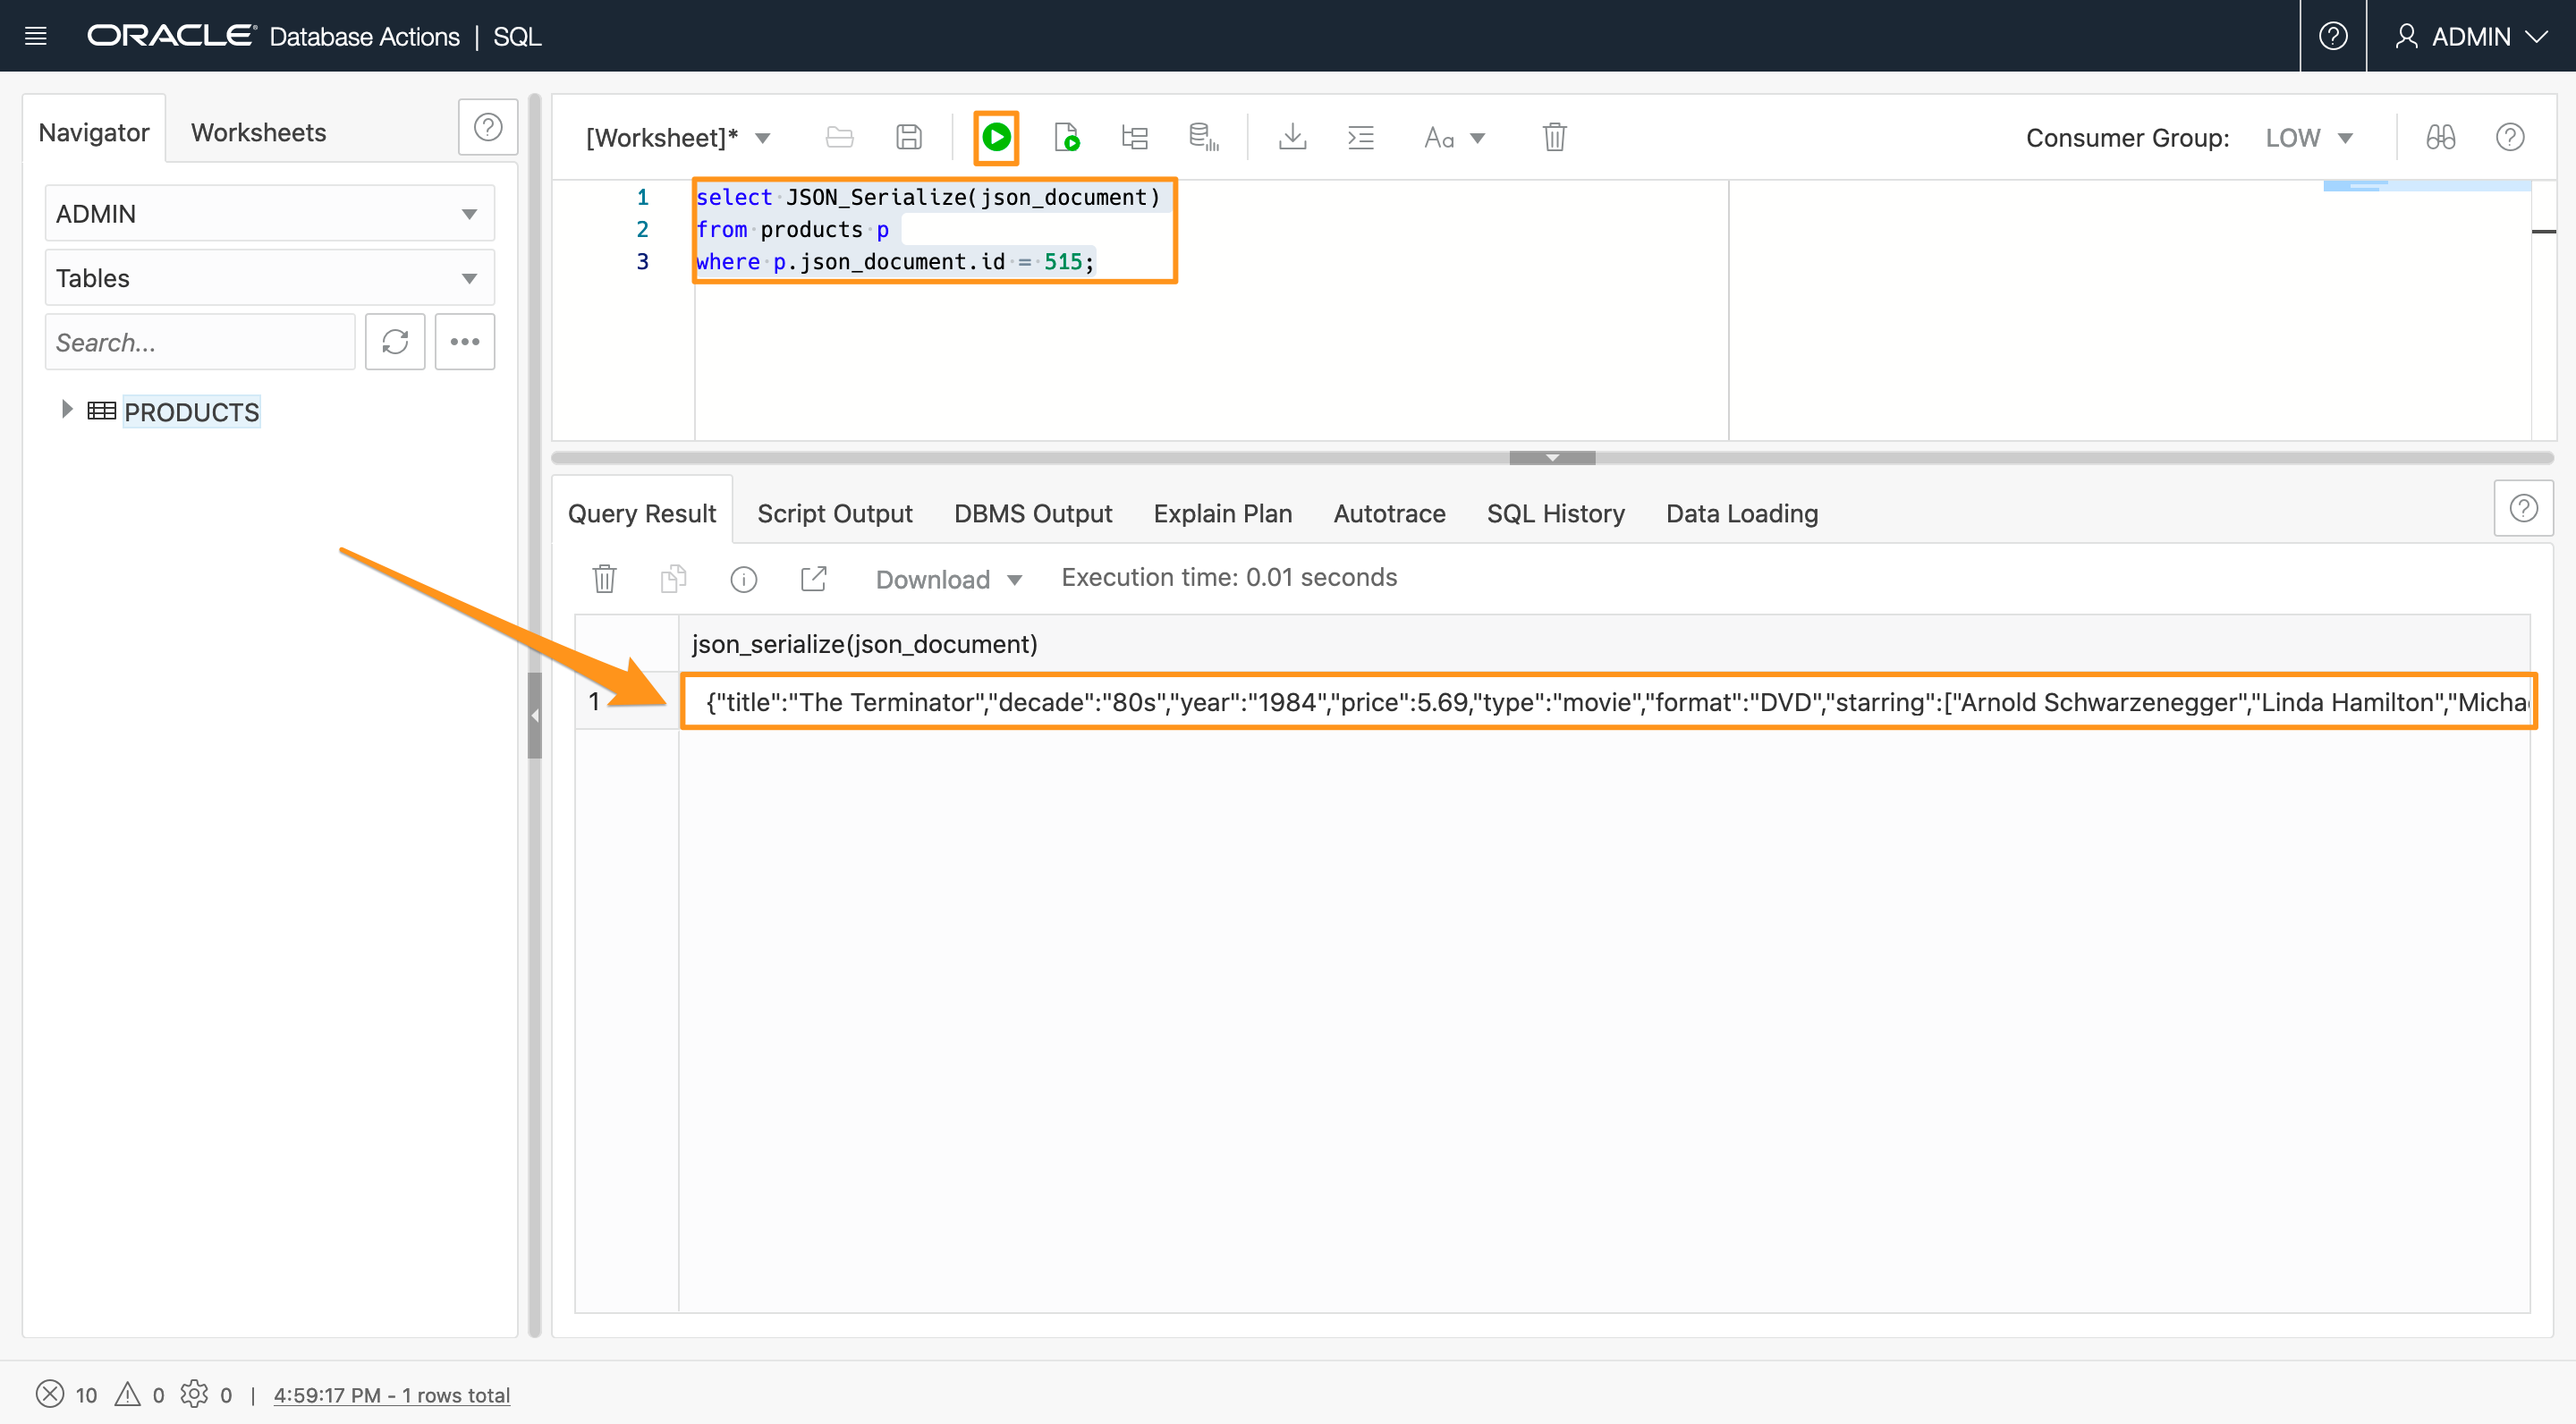 ORACLE Database Actions | SQL
ADMIN
Navigator
Worksheets
ADMIN
Tables
Search...
PRODUCTS
[Worksheet]*
Aa
Consumer Group: LOW
1 select JSON_Serialize(json_document)
2 from products p
3 where p.json_document.id = 515;
Query Result
Script Output
DBMS Output
Explain Plan
Autotrace
SQL History
Data Loading
Download
Execution time: 0.01 seconds
json_serialize(json_document)
1 {"title":"The Terminator","decade":"80s","year":"1984","price":5.69,"type":"movie","format":"DVD","starring":["Arnold Schwarzenegger","Linda Hamilton","Micha
10 0 0 | 4:59:17 PM - 1 rows total